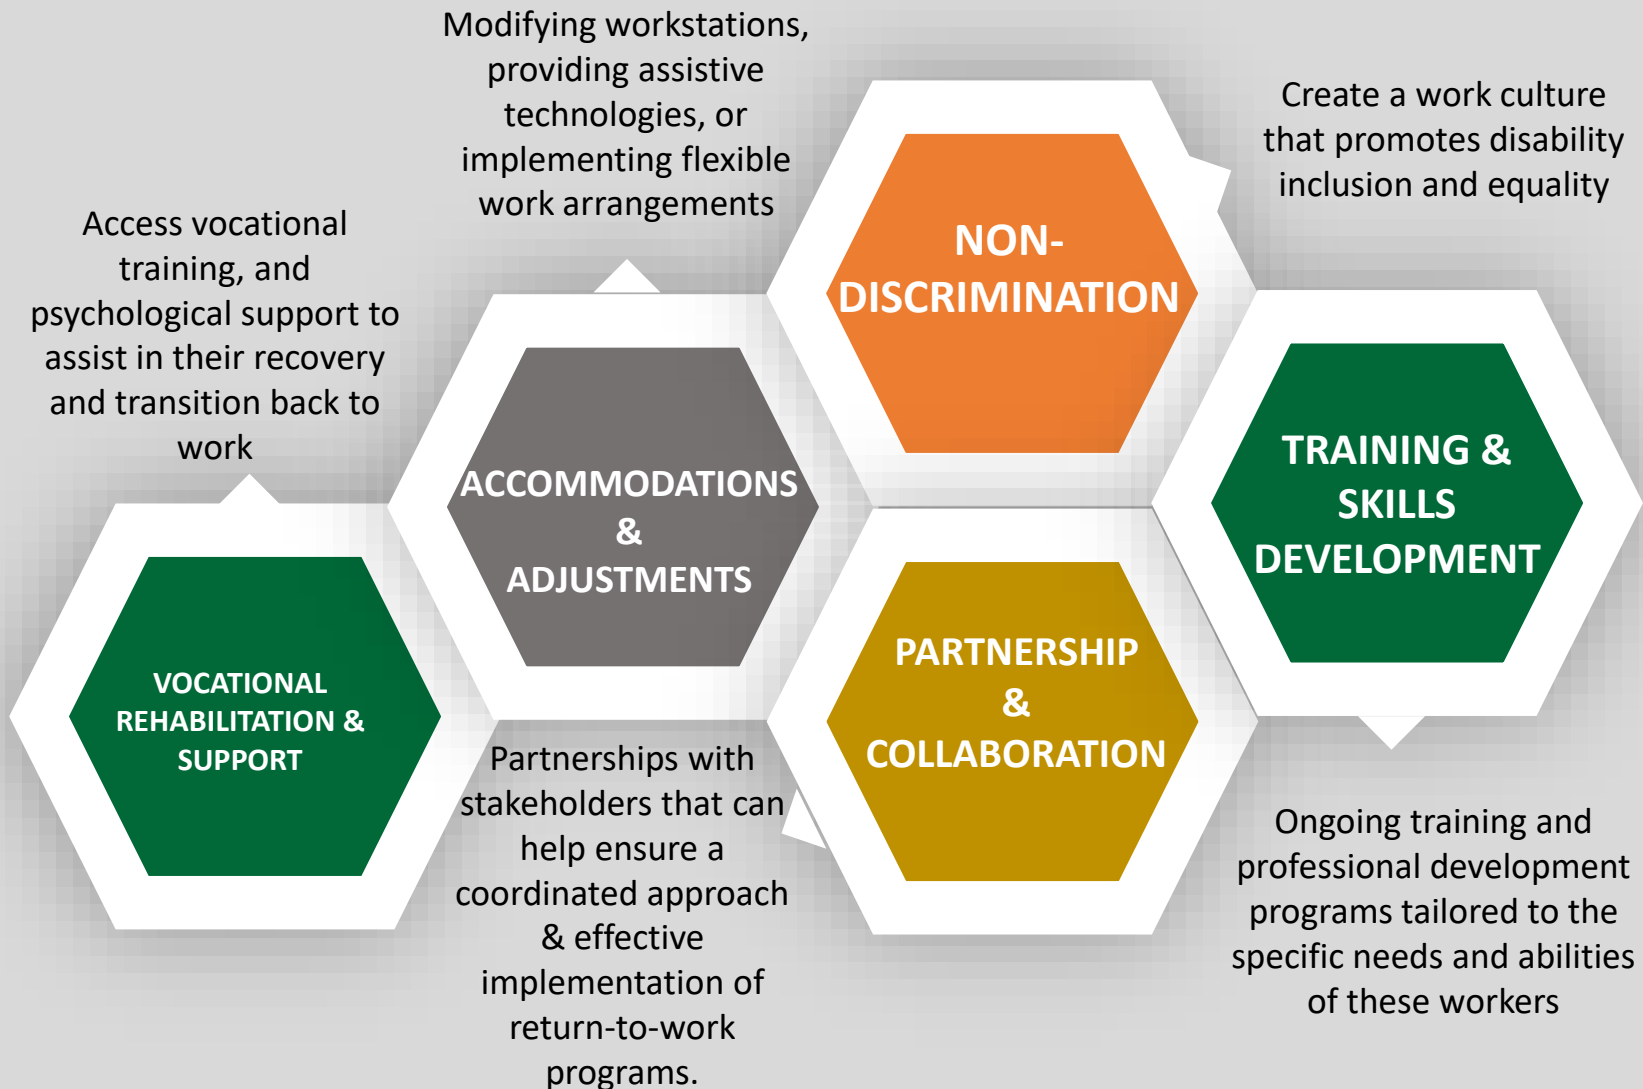 Access vocational
training, and
psychological support to
assist in their recovery
and transition back to
work
VOCATIONAL
REHABILITATION &
SUPPORT
Modifying workstations,
providing assistive
technologies, or
implementing flexible
work arrangements
ACCOMMODATIONS
&
ADJUSTMENTS
NON-
DISCRIMINATION
Create a work culture
that promotes disability
inclusion and equality
PARTNERSHIP
&
COLLABORATION
Partnerships with
stakeholders that can
help ensure a
coordinated approach
& effective
implementation of
return-to-work
programs.
TRAINING &
SKILLS
DEVELOPMENT
Ongoing training and
professional development
programs tailored to the
specific needs and abilities
of these workers